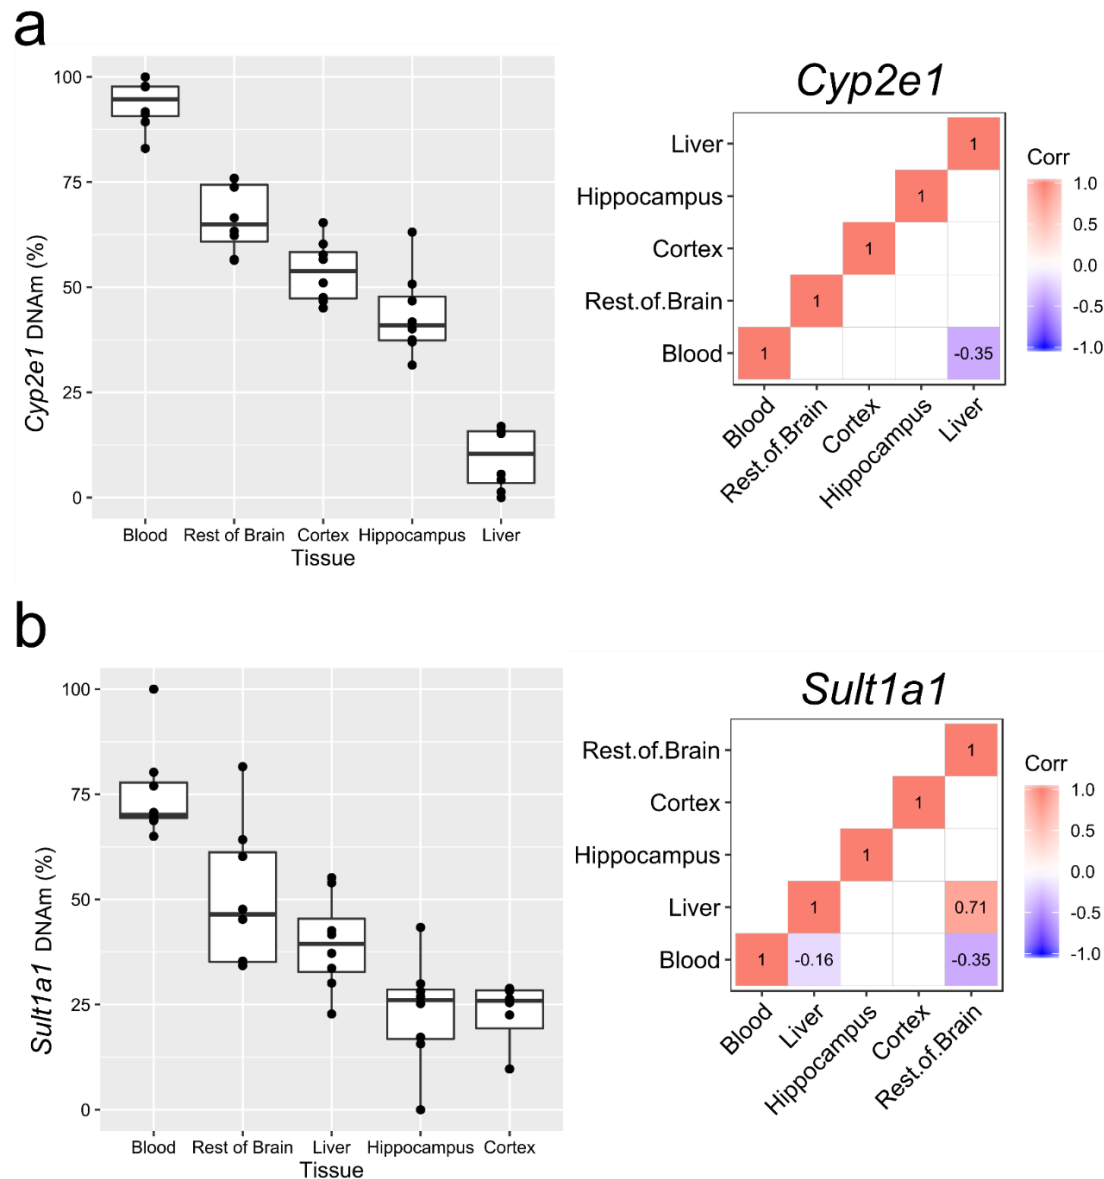 a
Cyp2e1 DNAm (%)
100
75
50
25
0
Blood Rest of Brain Cortex Hippocampus Liver
Tissue
Cyp2e1
Liver 1
Hippocampus 1
Cortex 1
Rest.of.Brain 1
Blood 1 -0.35
Blood Rest.of.Brain Cortex Hippocampus Liver
Corr
1.0
0.5
0.0
-0.5
-1.0
b
Sult1a1 DNAm (%)
100
75
50
25
0
Blood Rest of Brain Liver Hippocampus Cortex
Tissue
Sult1a1
Rest.of.Brain 1
Cortex 1
Hippocampus 1
Liver 1 0.71
Blood 1 -0.16 -0.35
Blood Liver Hippocampus Cortex Rest.of.Brain
Corr
1.0
0.5
0.0
-0.5
-1.0